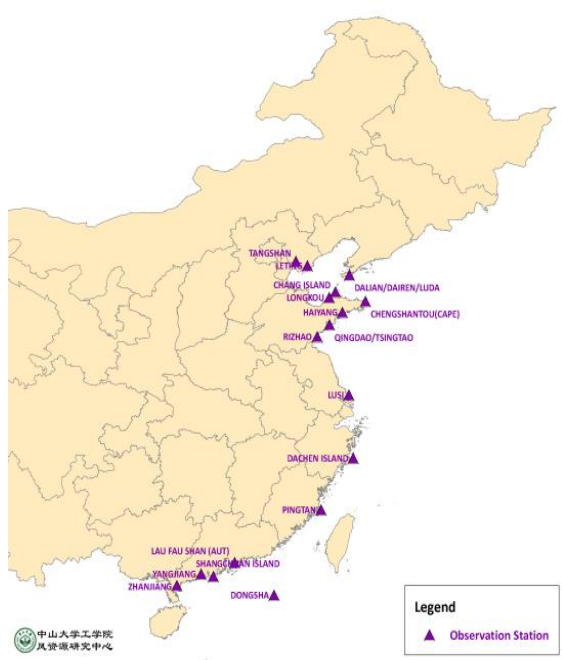 TANGSHAN
LETING
CHANG ISLAND
DALIAN/DAIREN/LUDA
LONGKOU
HAIYANG
CHENGSHANTOU(CAPE)
RIZHAO
QINGDAO/TSINGTAO
LUSI
DACHEN ISLAND
PINGTAN
LAU FAU SHAN (AUT)
SHANGCHUAN ISLAND
YANGJIANG
ZHANJIANG
DONGSHA
Legend
Observation Station
中山大学工学院
风资源研究中心